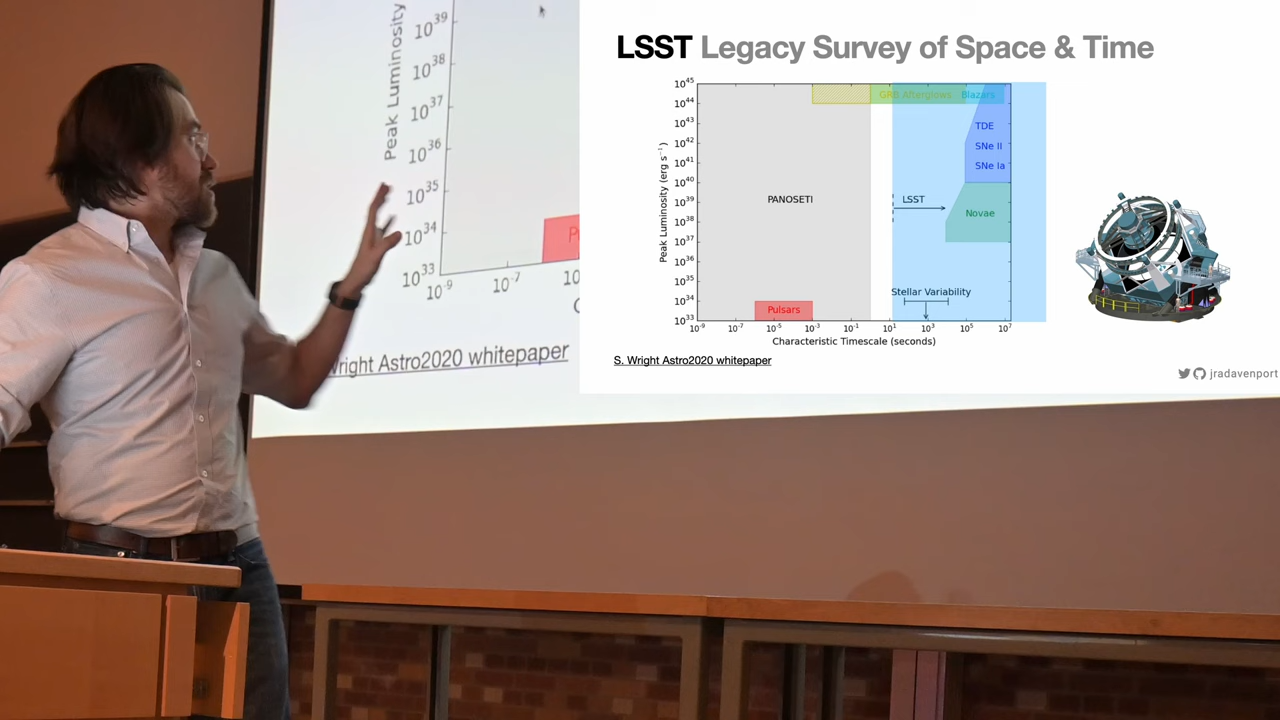 10^39
10^38
10^37
10^36
10^35
10^34
10^33
Peak Luminosity
10^-9
10^-7
Wright Astro2020 whitepaper
LSST Legacy Survey of Space & Time
10^45
10^44
10^43
10^42
10^41
10^40
10^39
10^38
10^37
10^36
10^35
10^34
10^33
Peak Luminosity (erg s^-1)
GRB Afterglows
Blazars
TDE
SNe II
SNe Ia
PANOSETI
LSST
Novae
Stellar Variability
Pulsars
10^-9
10^-7
10^-5
10^-3
10^-1
10^1
10^3
10^5
10^7
Characteristic Timescale (seconds)
S. Wright Astro2020 whitepaper
jradavenport